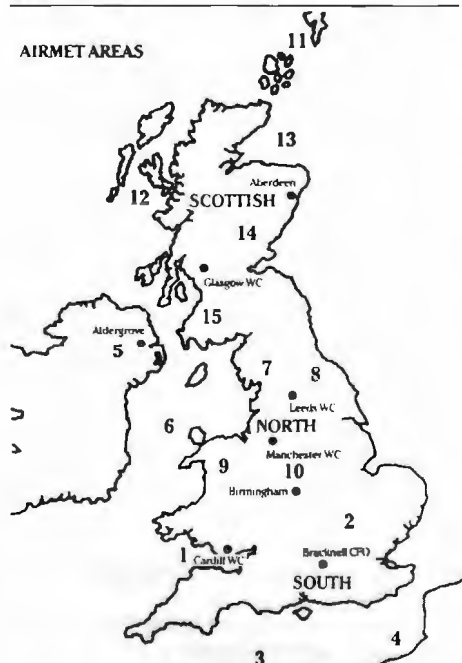 11
AIRMET AREAS
13
Aberdeen
12
SCOTTISH
14
Glasgow WC
15
Aldergrove
5
7
8
Leeds WC
6
NORTH
Manchester WC
9
10
Birmingham
2
1
Cardiff WC
Bracknell CFO
SOUTH
4
3